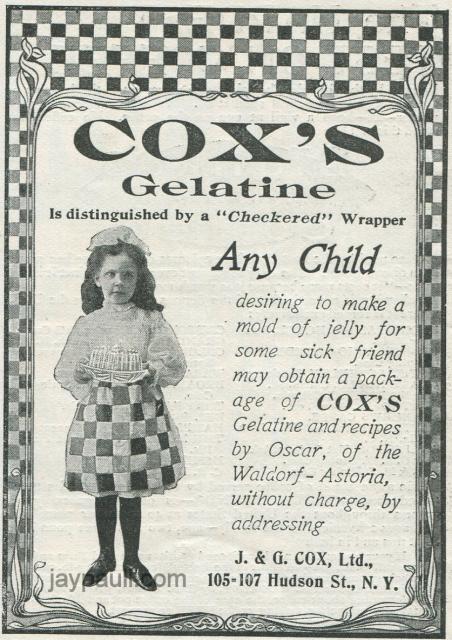 COX'S
Gelatine
Is distinguished by a "Checkered" Wrapper
Any Child
desiring to make a
mold of jelly for
some sick friend
may obtain a pack-
age of COX'S
Gelatine and recipes
by Oscar, of the
Waldorf-Astoria,
without charge, by
addressing
J. & G. COX, Ltd.,
105-107 Hudson St., N. Y.
jaypaull.com